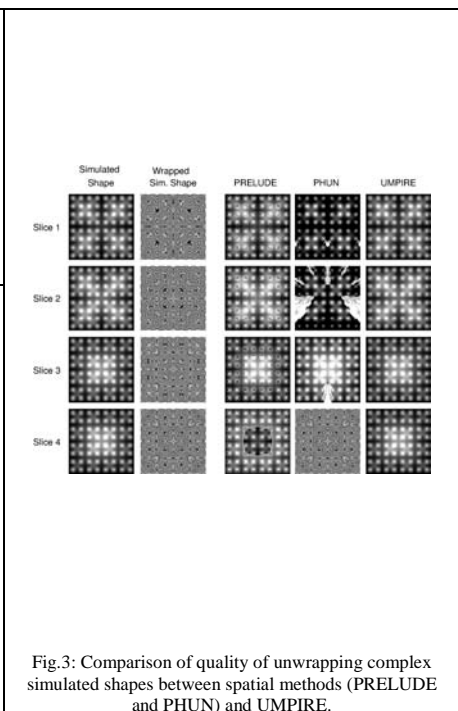 Simulated Wrapped
Shape Sim. Shape PRELUDE PHUN UMPIRE
Slice 1
Slice 2
Slice 3
Slice 4
Fig.3: Comparison of quality of unwrapping complex
simulated shapes between spatial methods (PRELUDE
and PHUN) and UMPIRE.